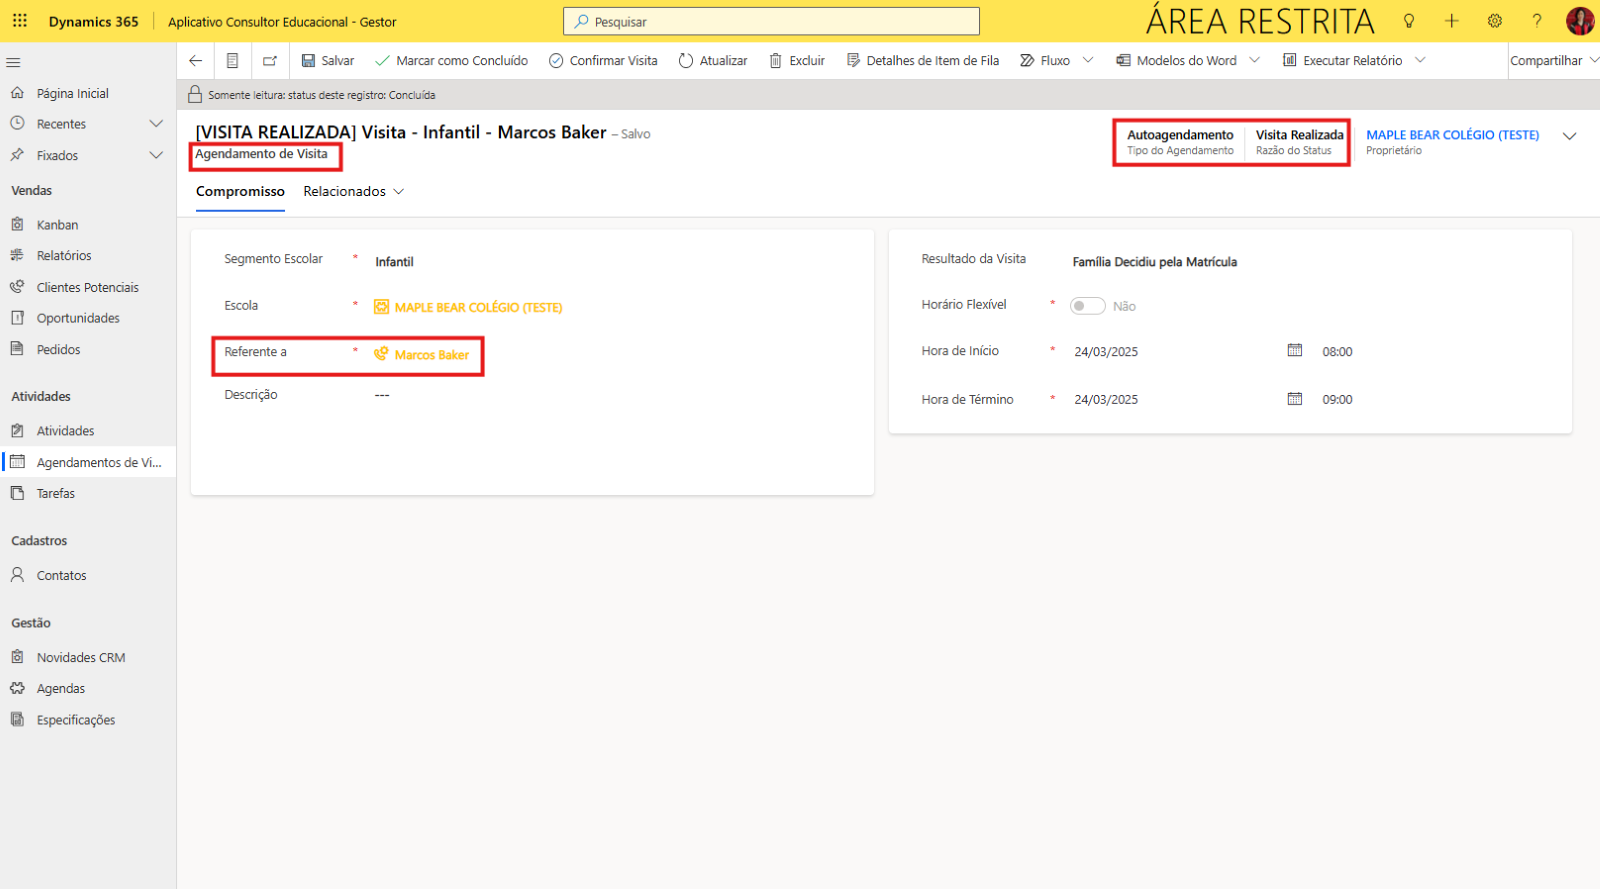 Dynamics 365
Aplicativo Consultor Educacional - Gestor
Pesquisar
ÁREA RESTRITA
Salvar
Marcar como Concluído
Confirmar Visita
Atualizar
Excluir
Detalhes de Item de Fila
Fluxo
Modelos do Word
Executar Relatório
Compartilhar
Somente leitura: status deste registro: Concluída
Página Inicial
Recentes
Fixados
Vendas
Kanban
Relatórios
Clientes Potenciais
Oportunidades
Pedidos
Atividades
Atividades
Agendamentos de Vi...
Tarefas
Cadastros
Contatos
Gestão
Novidades CRM
Agendas
Especificações
[VISITA REALIZADA] Visita - Infantil - Marcos Baker – Salvo
Agendamento de Visita
Autoagendamento
Tipo do Agendamento
Visita Realizada
Razão do Status
MAPLE BEAR COLÉGIO (TESTE)
Proprietário
Compromisso
Relacionados
Segmento Escolar * Infantil
Escola * MAPLE BEAR COLÉGIO (TESTE)
Referente a * Marcos Baker
Descrição ---
Resultado da Visita Família Decidiu pela Matrícula
Horário Flexível * Não
Hora de Início * 24/03/2025 08:00
Hora de Término * 24/03/2025 09:00